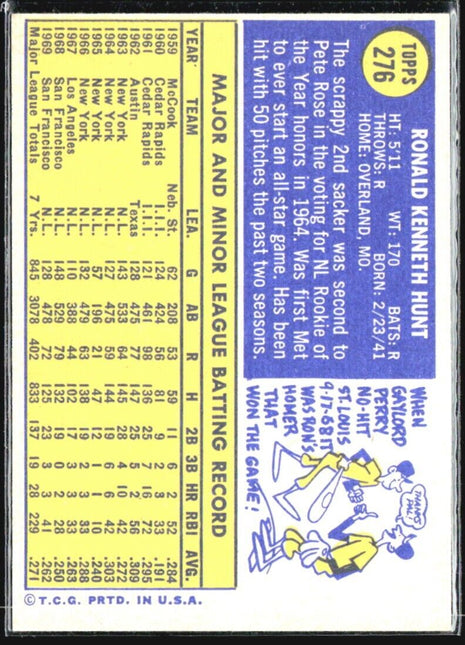 TOPPS
276
RONALD KENNETH HUNT
HT: 5'11 WT: 170 BATS: R
THROWS: R BORN: 2/23/41
HOME: OVERLAND, MO.
The scrappy 2nd sacker was second to
Pete Rose in the voting for NL Rookie of
the Year honors in 1964. Was first Met
to ever start an all-star game. Has been
hit with 50 pitches the past two seasons.
WHEN
GAYLORD
PERRY
NO-HIT
ST. LOUIS
9-17-68 IT
WAS RON'S
HOMER
THAT
WON THE GAME!
THANKS
PAL!
MAJOR AND MINOR LEAGUE BATTING RECORD
YEAR TEAM LEA. G AB R H 2B 3B HR RBI AVG.
1959 McCook Neb. St. 62 208 53 59 11 6 2 52 .284
1960 Cedar Rapids I.I.I. 124 424 56 81 9 2 3 33 .191
1961 Cedar Rapids I.I.I. 121 461 98 136 25 7 16 72 .295
1962 Austin Texas 128 475 77 147 25 5 2 56 .309
1963 New York N.L. 143 533 64 145 28 4 10 42 .272
1964 New York N.L. 127 475 59 144 19 6 6 42 .303
1965 New York N.L. 57 196 21 47 12 1 1 10 .240
1966 New York N.L. 132 479 63 138 19 2 3 33 .288
1967 Los Angeles N.L. 110 388 44 102 17 3 3 33 .263
1968 San Francisco N.L. 148 529 79 132 19 0 2 28 .250
1969 San Francisco N.L. 128 478 72 125 23 3 3 41 .262
Major League Totals 7 Yrs. 845 3078 402 833 137 19 28 229 .271
© T.C.G. PRTD. IN U.S.A.